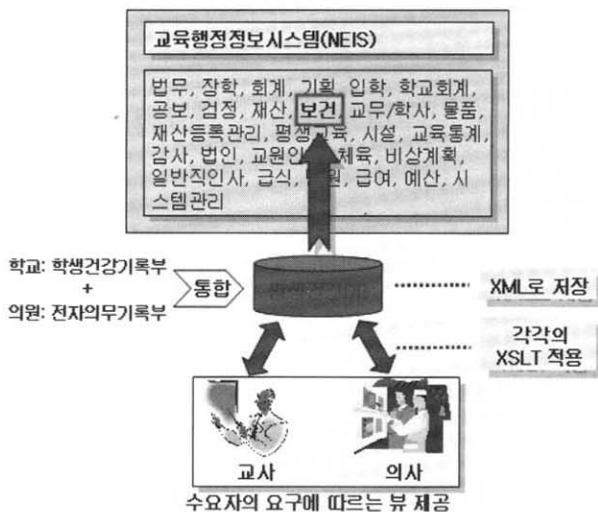 교육행정정보시스템(NEIS)
법무, 장학, 회계, 기획, 입학, 학교회계,
공보, 검정, 재산, 보건, 교무/학사, 물품,
재산등록관리, 평생교육, 시설, 교육통계,
감사, 법인, 체육, 비상계획,
일반직인사, 급식, 급여, 예산, 시
스템관리
학교: 학생건강기록부
+
의원: 전자의무기록부
통합
XML로 저장
각각의
XSLT 적용
교사 의사
수요자의 요구에 따르는 뷰 제공